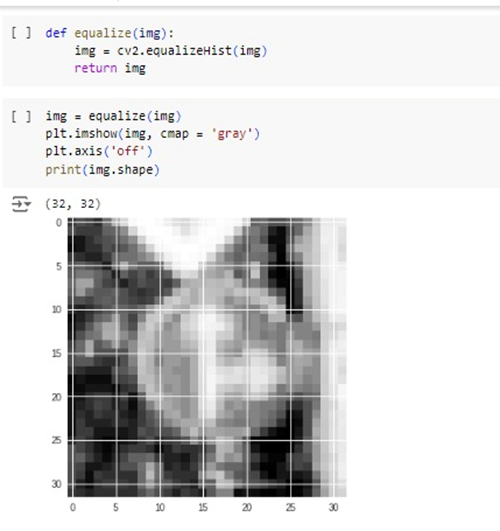 [ ] def equalize(img):
img = cv2.equalizeHist(img)
return img
[ ] img = equalize(img)
plt.imshow(img, cmap = 'gray')
plt.axis('off')
print(img.shape)
(32, 32)
0
5
10
15
20
25
30
0 5 10 15 20 25 30